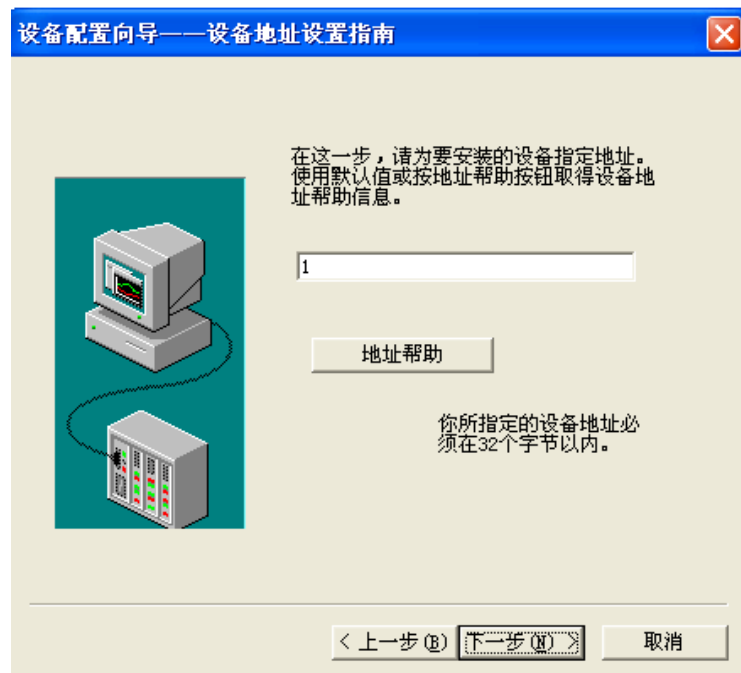 设备配置向导——设备地址设置指南
在这一步，请为要安装的设备指定地址。
使用默认值或按地址帮助按钮取得设备地
址帮助信息。
1
地址帮助
你所指定的设备地址必
须在32个字节以内。
< 上一步(B) 下一步(N) > 取消